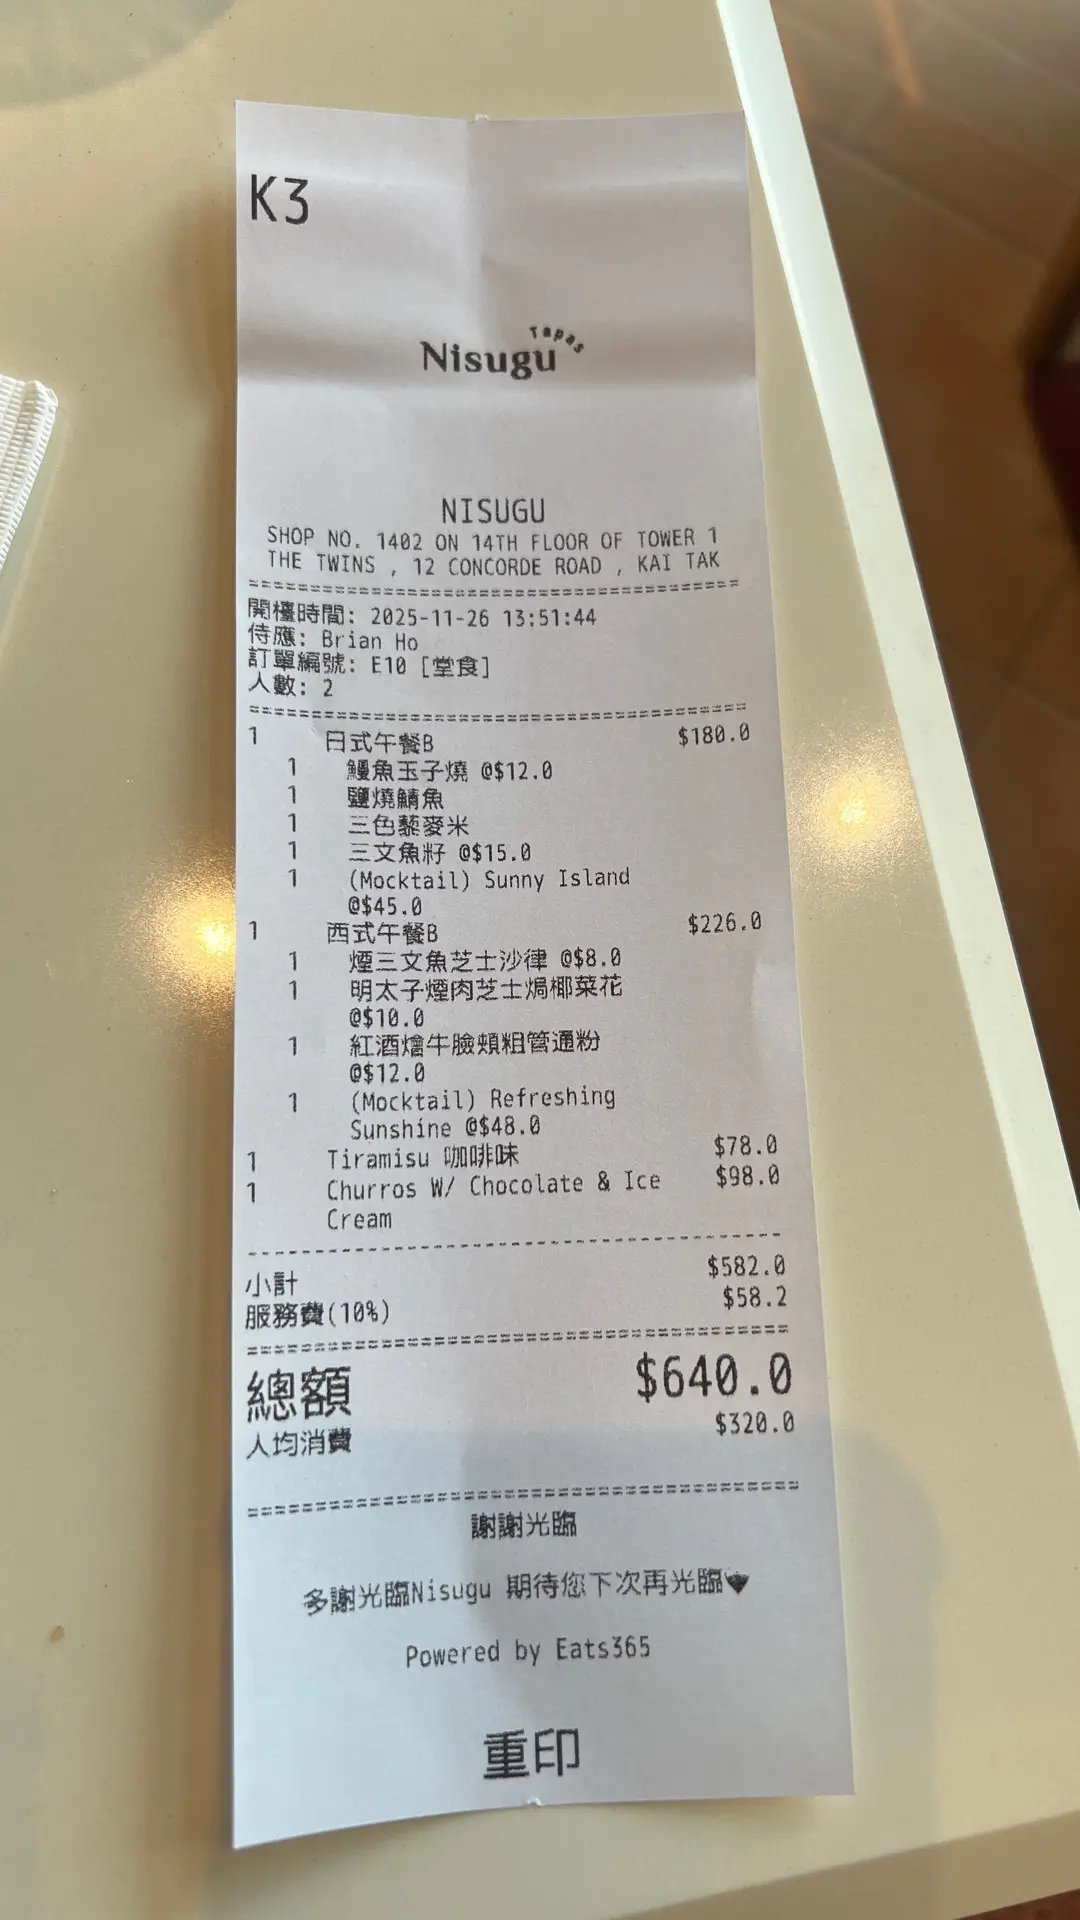 K3
Nisugu Tapas
NISUGU
SHOP NO. 1402 ON 14TH FLOOR OF TOWER 1
THE TWINS , 12 CONCORDE ROAD , KAI TAK
開檯時間: 2025-11-26 13:51:44
侍應: Brian Ho
訂單編號: E10 [堂食]
人數: 2
1 日式午餐B $180.0
1 鰻魚玉子燒 @$12.0
1 鹽燒鯖魚
1 三色藜麥米
1 三文魚籽 @$15.0
1 (Mocktail) Sunny Island
@$45.0
1 西式午餐B $226.0
1 煙三文魚芝士沙律 @$8.0
1 明太子煙肉芝士焗椰菜花
@$10.0
1 紅酒燴牛臉頰粗管通粉
@$12.0
1 (Mocktail) Refreshing
Sunshine @$48.0
1 Tiramisu 咖啡味 $78.0
1 Churros W/ Chocolate & Ice $98.0
Cream
小計 $582.0
服務費(10%) $58.2
總額 $640.0
人均消費 $320.0
謝謝光臨
多謝光臨Nisugu 期待您下次再光臨♥
Powered by Eats365
重印